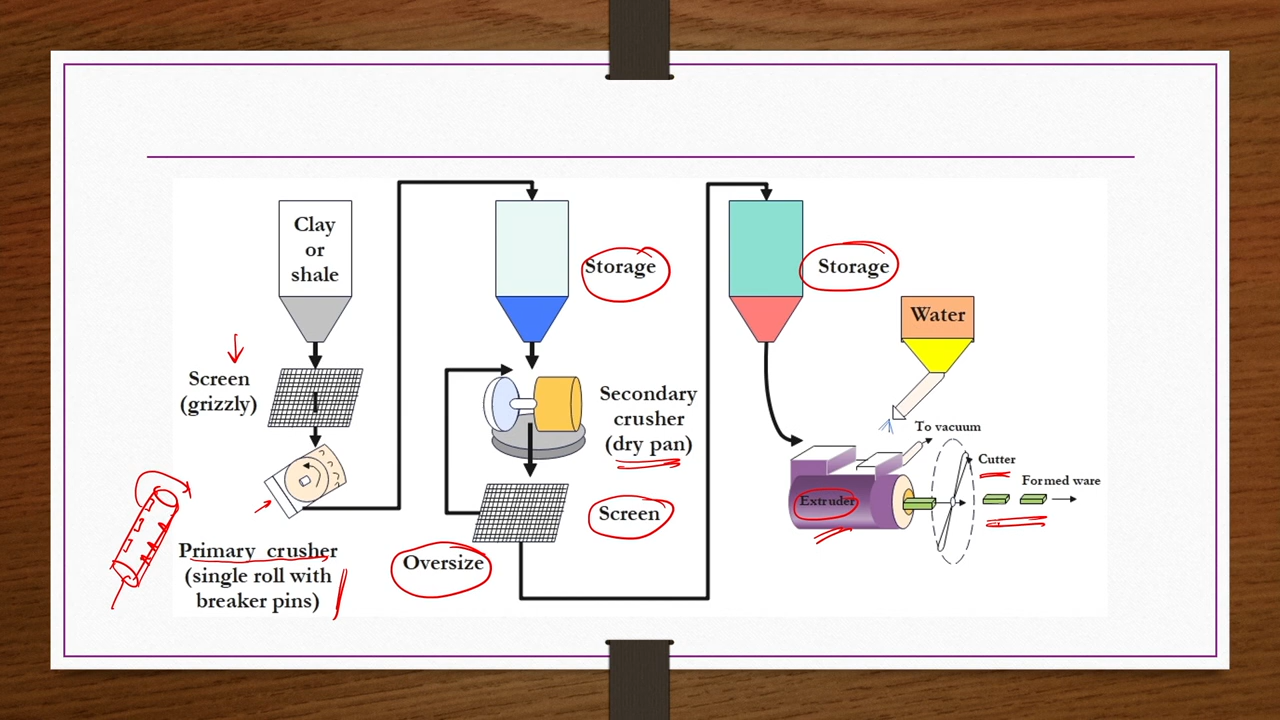 Clay
or
shale
Screen
(grizzly)
Primary crusher
(single roll with
breaker pins)
Storage
Secondary
crusher
(dry pan)
Screen
Oversize
Storage
Water
To vacuum
Cutter
Formed ware
Extruder